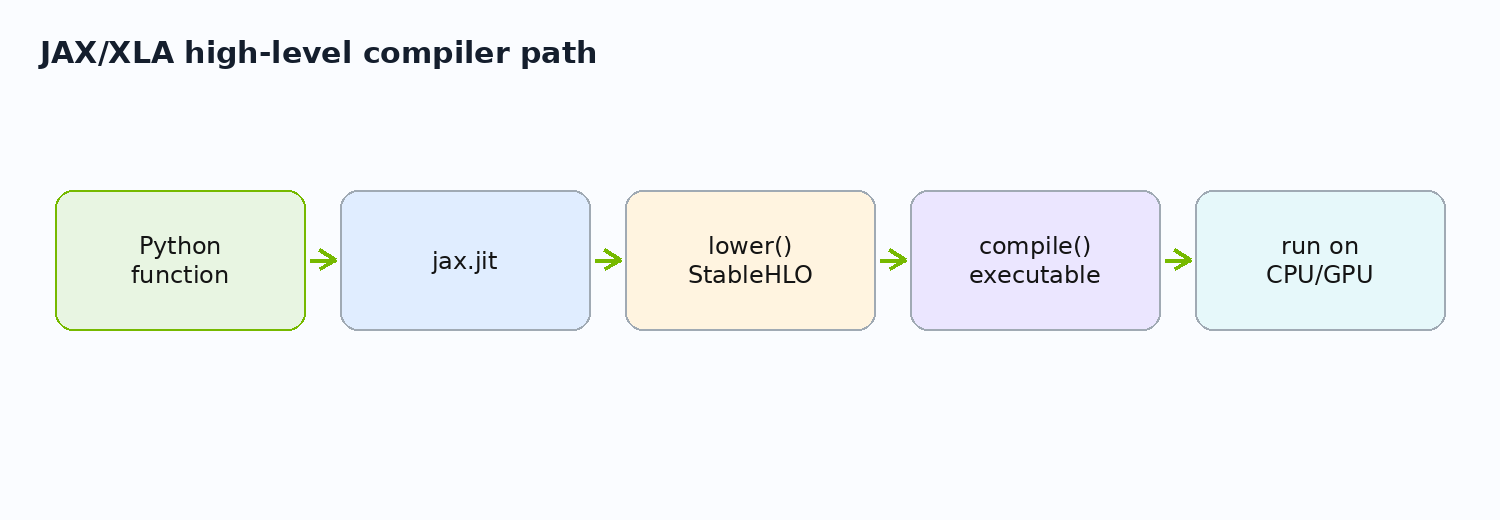 JAX/XLA high-level compiler path
Python
function
jax.jit
lower()
StableHLO
compile()
executable
run on
CPU/GPU